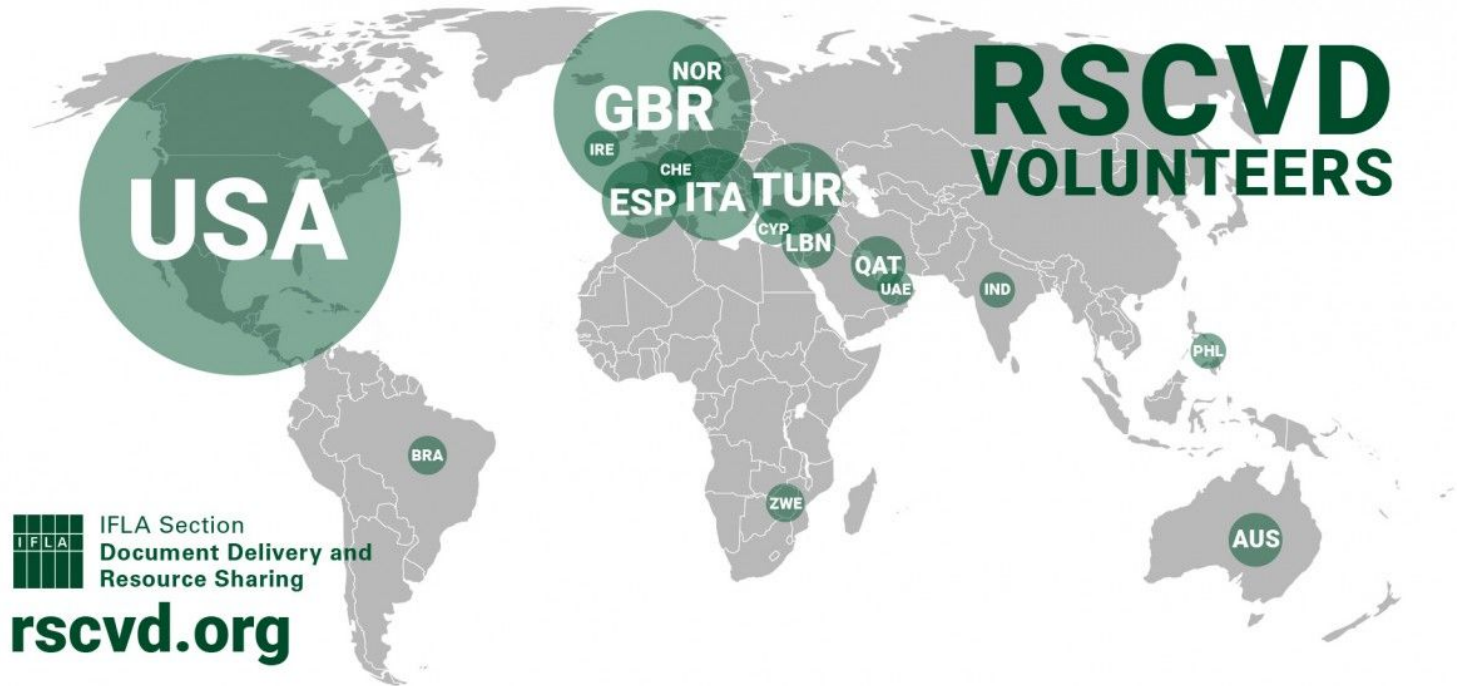 RSCVD
VOLUNTEERS
USA
NOR
GBR
IRE
CHE
ESP
ITA
TUR
CYP
LBN
QAT
UAE
IND
PHL
BRA
ZWE
AUS
IFLA
IFLA Section
Document Delivery and
Resource Sharing
rscvd.org